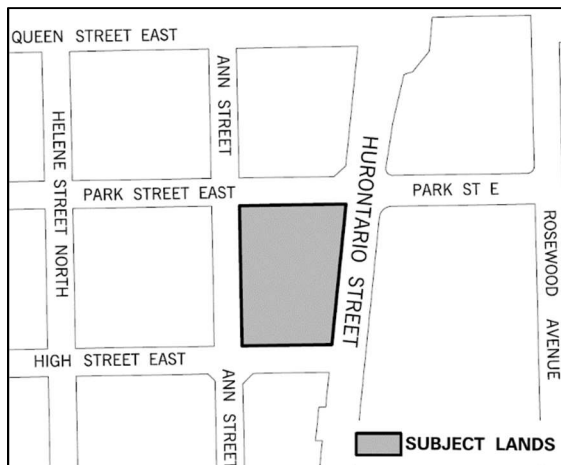 QUEEN STREET EAST
ANN STREET
HELENE STREET NORTH
HURONTARIO STREET
PARK STREET EAST
PARK ST E
ROSEWOOD AVENUE
HIGH STREET EAST
ANN STREET
SUBJECT LANDS